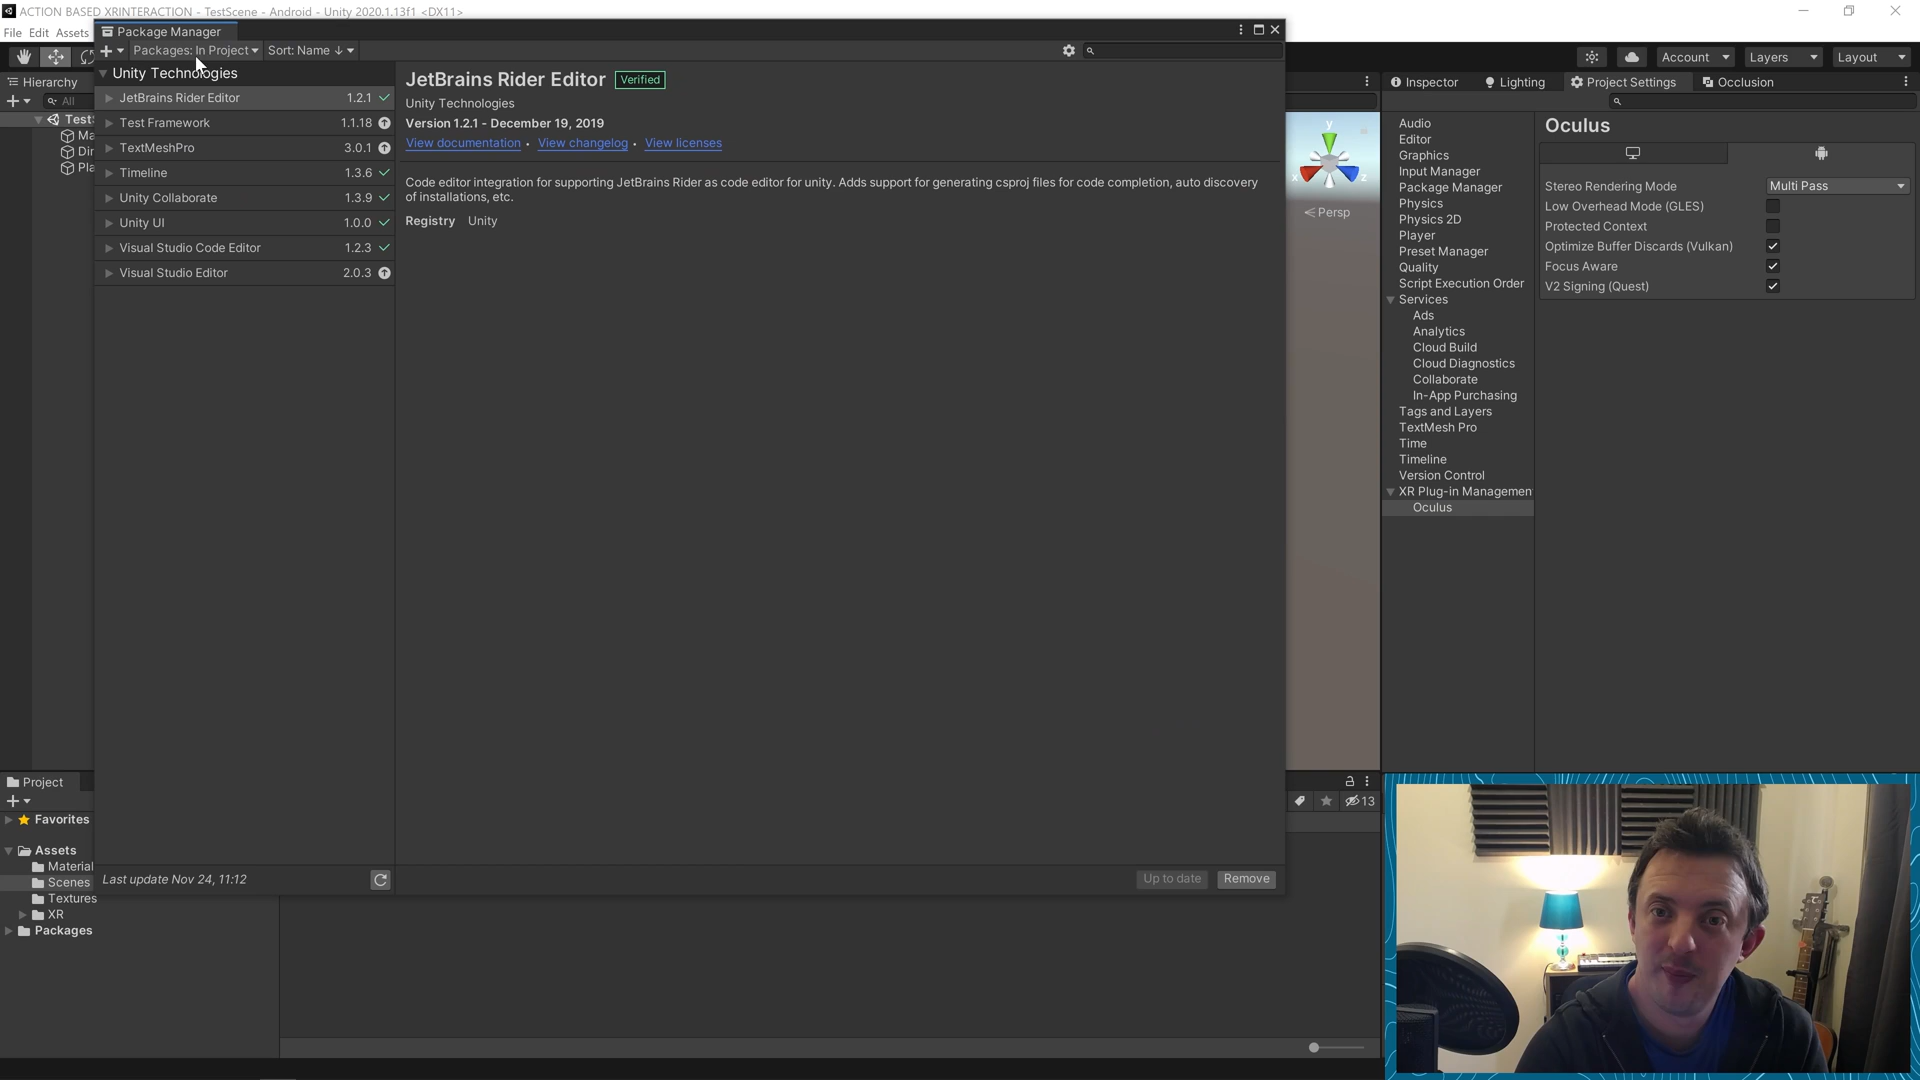 ACTION BASED XRINTERACTION - TestScene - Android - Unity 2020.1.13f1 <DX11>
File Edit Assets
Package Manager
Packages: In Project
Sort: Name ↓
Account
Layers
Layout
Unity Technologies
JetBrains Rider Editor 1.2.1
Test Framework 1.1.18
TextMeshPro 3.0.1
Timeline 1.3.6
Unity Collaborate 1.3.9
Unity UI 1.0.0
Visual Studio Code Editor 1.2.3
Visual Studio Editor 2.0.3
Last update Nov 24, 11:12
JetBrains Rider Editor Verified
Unity Technologies
Version 1.2.1 - December 19, 2019
View documentation • View changelog • View licenses
Code editor integration for supporting JetBrains Rider as code editor for unity. Adds support for generating csproj files for code completion, auto discovery
of installations, etc.
Registry Unity
Up to date
Remove
Hierarchy
All
Test
Ma
Dir
Pla
y
x
z
Persp
Inspector
Lighting
Project Settings
Occlusion
Audio
Editor
Graphics
Input Manager
Package Manager
Physics
Physics 2D
Player
Preset Manager
Quality
Script Execution Order
Services
Ads
Analytics
Cloud Build
Cloud Diagnostics
Collaborate
In-App Purchasing
Tags and Layers
TextMesh Pro
Time
Timeline
Version Control
XR Plug-in Managemen
Oculus
Oculus
Stereo Rendering Mode Multi Pass
Low Overhead Mode (GLES)
Protected Context
Optimize Buffer Discards (Vulkan)
Focus Aware
V2 Signing (Quest)
Project
Favorites
Assets
Material
Scenes
Textures
XR
Packages
13